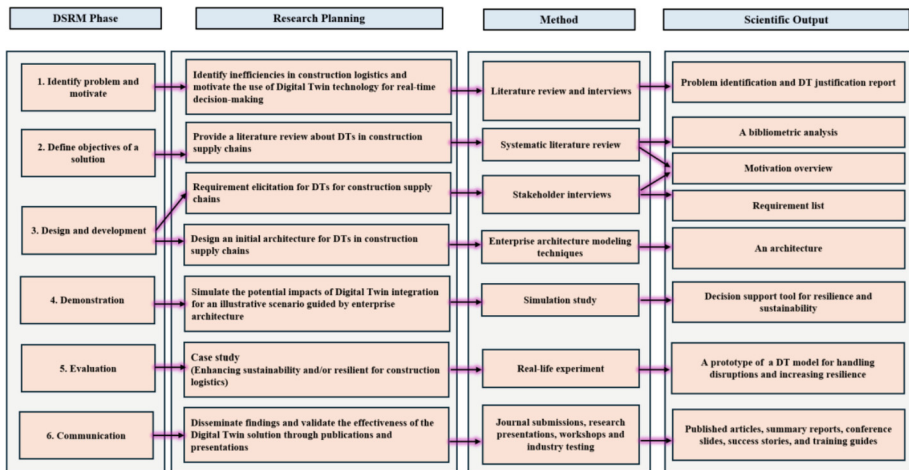 DSRM Phase
Research Planning
Method
Scientific Output
1. Identify problem and
motivate
Identify inefficiencies in construction logistics and
motivate the use of Digital Twin technology for real-time
decision-making
Literature review and interviews
Problem identification and DT justification report
2. Define objectives of a
solution
Provide a literature review about DTs in construction
supply chains
Systematic literature review
A bibliometric analysis
Motivation overview
3. Design and development
Requirement elicitation for DTs for construction supply
chains
Stakeholder interviews
Requirement list
Design an initial architecture for DTs in construction
supply chains
Enterprise architecture modeling
techniques
An architecture
4. Demonstration
Simulate the potential impacts of Digital Twin integration
for an illustrative scenario guided by enterprise
architecture
Simulation study
Decision support tool for resilience and
sustainability
5. Evaluation
Case study
(Enhancing sustainability and/or resilient for construction
logistics)
Real-life experiment
A prototype of a DT model for handling
disruptions and increasing resilience
6. Communication
Disseminate findings and validate the effectiveness of the
Digital Twin solution through publications and
presentations
Journal submissions, research
presentations, workshops and
industry testing
Published articles, summary reports, conference
slides, success stories, and training guides